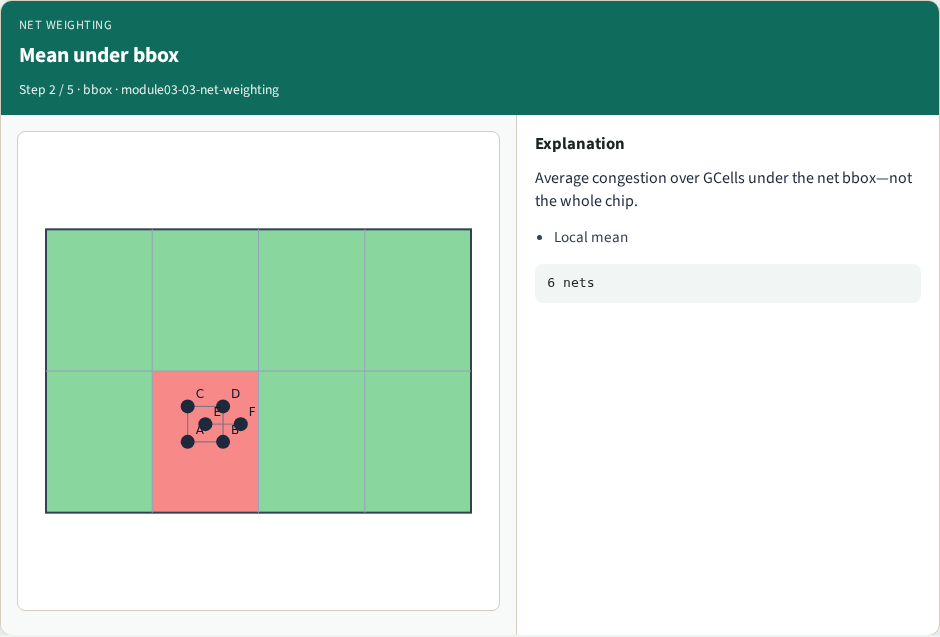 NET WEIGHTING
Mean under bbox
Step 2 / 5 · bbox · module03-03-net-weighting
C
D
E
F
A
B
Explanation
Average congestion over GCells under the net bbox—not
the whole chip.
• Local mean
6 nets